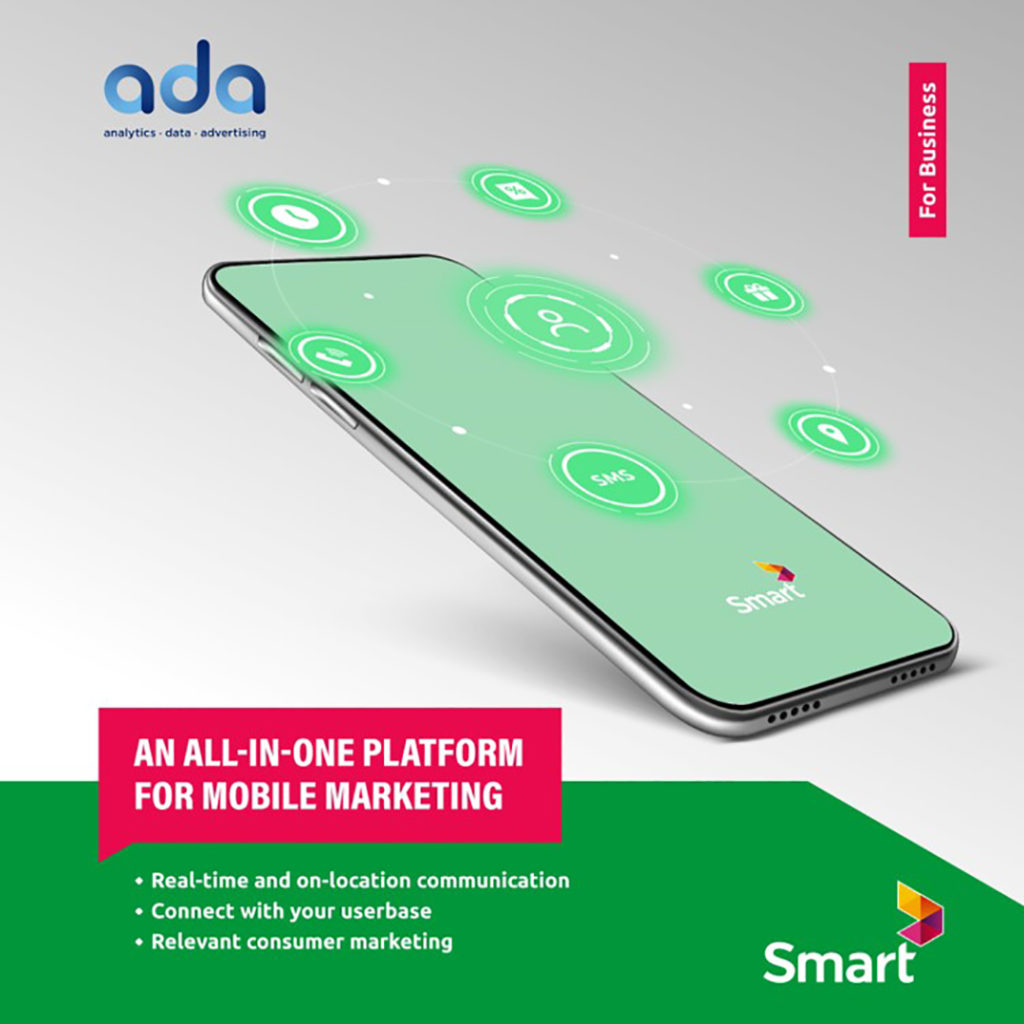 ada
analytics · data · advertising
For Business
%
SMS
Smart
AN ALL-IN-ONE PLATFORM
FOR MOBILE MARKETING
• Real-time and on-location communication
• Connect with your userbase
• Relevant consumer marketing
Smart